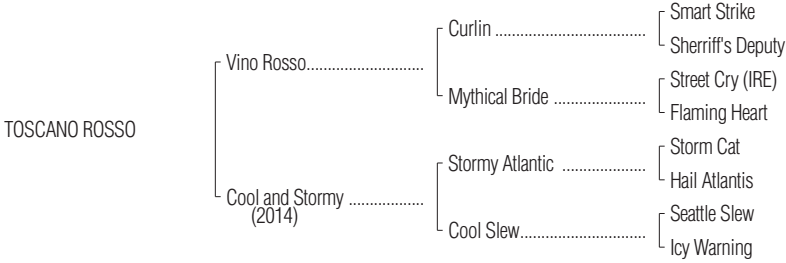 Smart Strike
Curlin ....................................
Sherriff's Deputy
Vino Rosso............................
Street Cry (IRE)
Mythical Bride ......................
Flaming Heart
TOSCANO ROSSO
Storm Cat
Stormy Atlantic ....................
Hail Atlantis
Cool and Stormy ..................
(2014)
Seattle Slew
Cool Slew..............................
Icy Warning